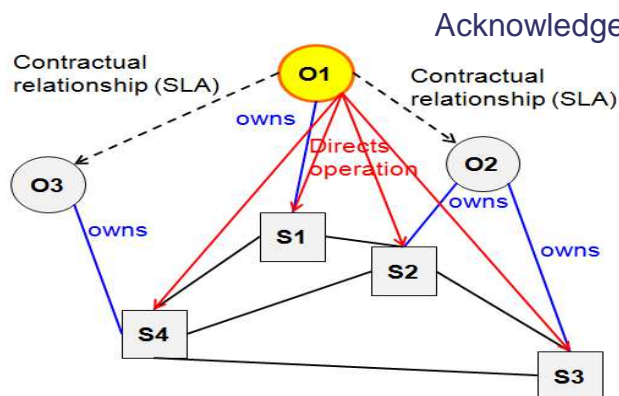 Acknowledge
Contractual
relationship (SLA)
O1
Contractual
relationship (SLA)
owns
Directs
operation
O3
O2
owns
owns
owns
S1
S2
S4
S3